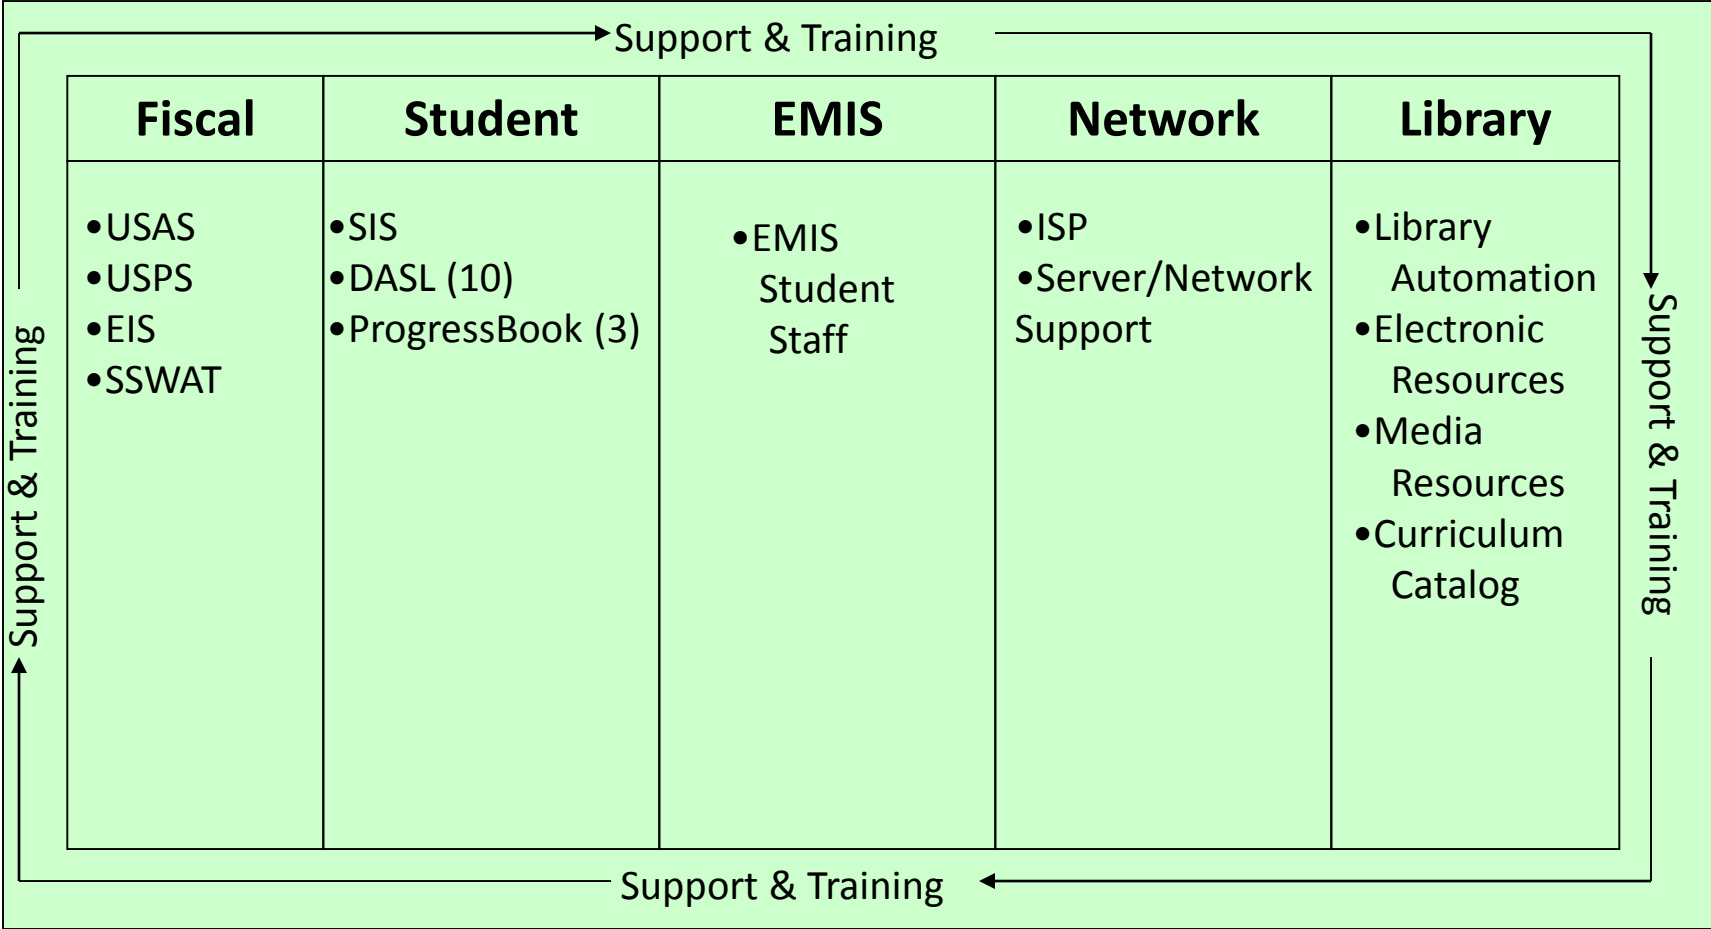 Support & Training
Fiscal
Student
EMIS
Network
Library
•USAS
•USPS
•EIS
•SSWAT
•SIS
•DASL (10)
•ProgressBook (3)
•EMIS
Student
Staff
•ISP
•Server/Network
Support
•Library
Automation
•Electronic
Resources
•Media
Resources
•Curriculum
Catalog
Support & Training
Support & Training
Support & Training